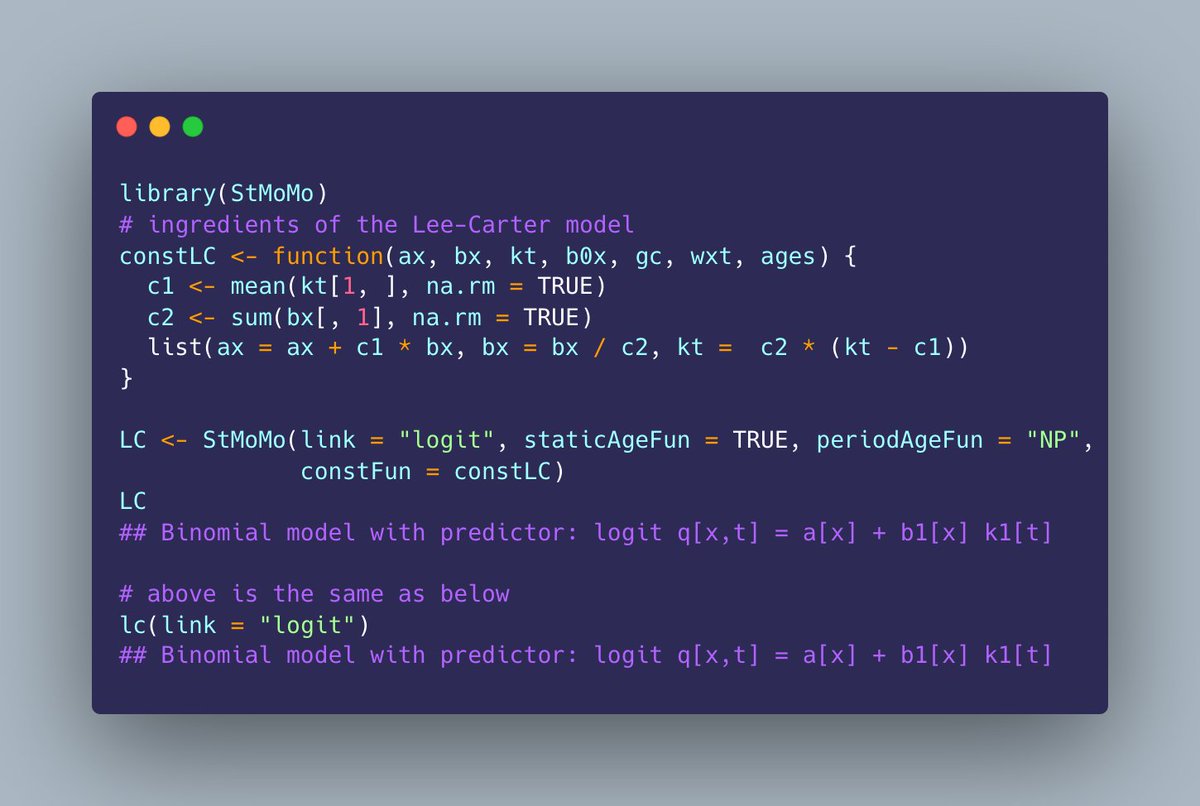 library(StMoMo)
# ingredients of the Lee-Carter model
constLC <- function(ax, bx, kt, b0x, gc, wxt, ages) {
  c1 <- mean(kt[1, ], na.rm = TRUE)
  c2 <- sum(bx[, 1], na.rm = TRUE)
  list(ax = ax + c1 * bx, bx = bx / c2, kt =  c2 * (kt - c1))
}
LC <- StMoMo(link = "logit", staticAgeFun = TRUE, periodAgeFun = "NP",
             constFun = constLC)
LC
## Binomial model with predictor: logit q[x,t] = a[x] + b1[x] k1[t]
# above is the same as below
lc(link = "logit")
## Binomial model with predictor: logit q[x,t] = a[x] + b1[x] k1[t]